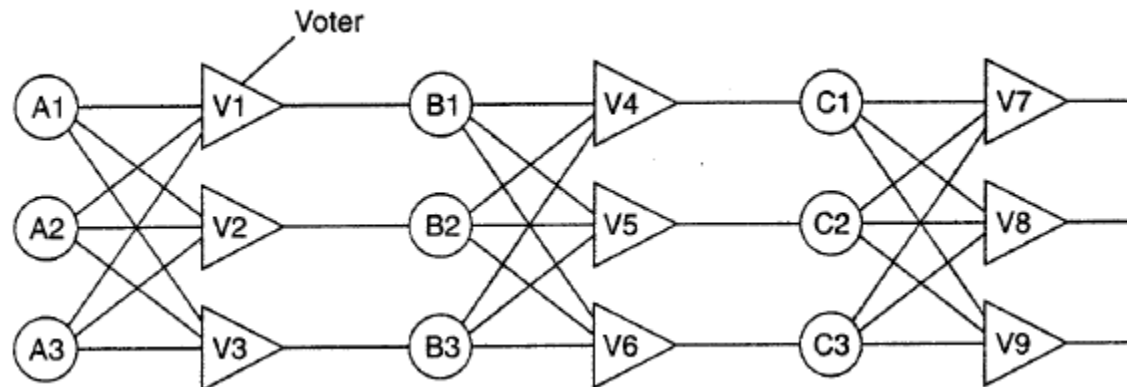 Voter
A1 V1 B1 V4 C1 V7
A2 V2 B2 V5 C2 V8
A3 V3 B3 V6 C3 V9